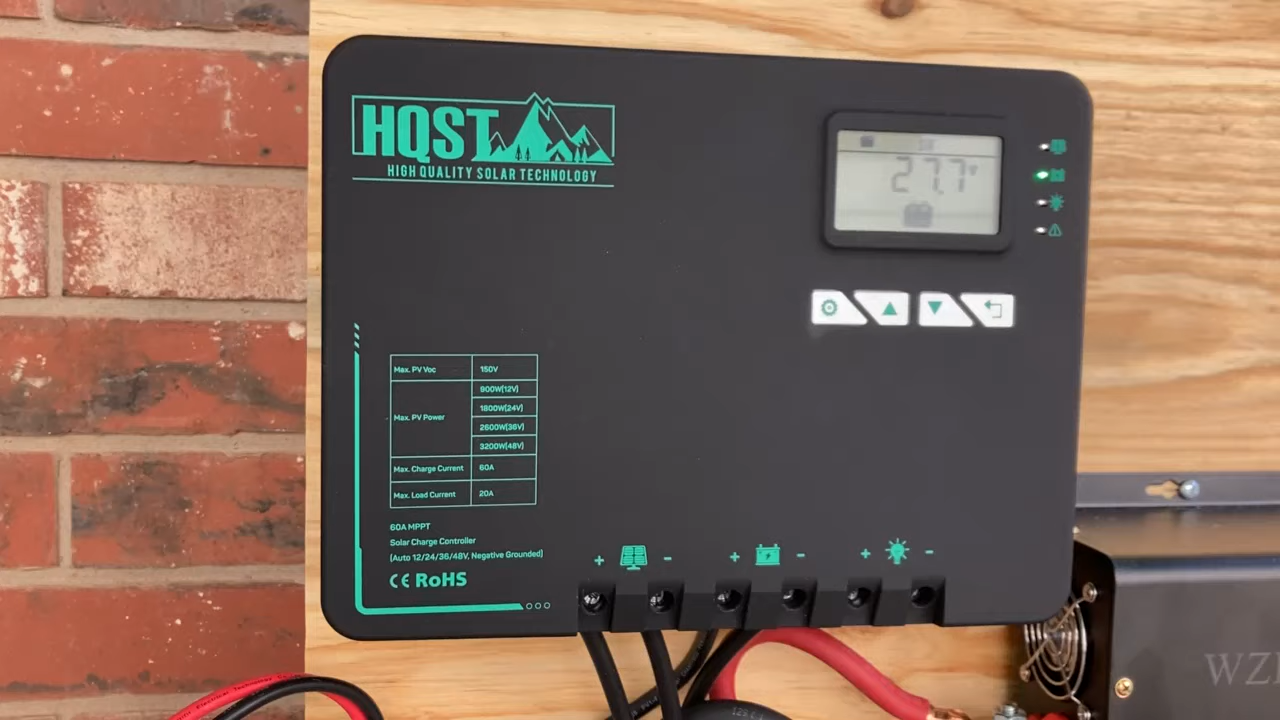 HQST
HIGH QUALITY SOLAR TECHNOLOGY
27.7V
Max. PV Voc 150V
Max. PV Power 900W(12V)
1800W(24V)
2600W(36V)
3200W(48V)
Max. Charge Current 60A
Max. Load Current 20A
60A MPPT
Solar Charge Controller
(Auto 12/24/36/48V, Negative Grounded)
CE RoHS
+ - + - + -
WZ